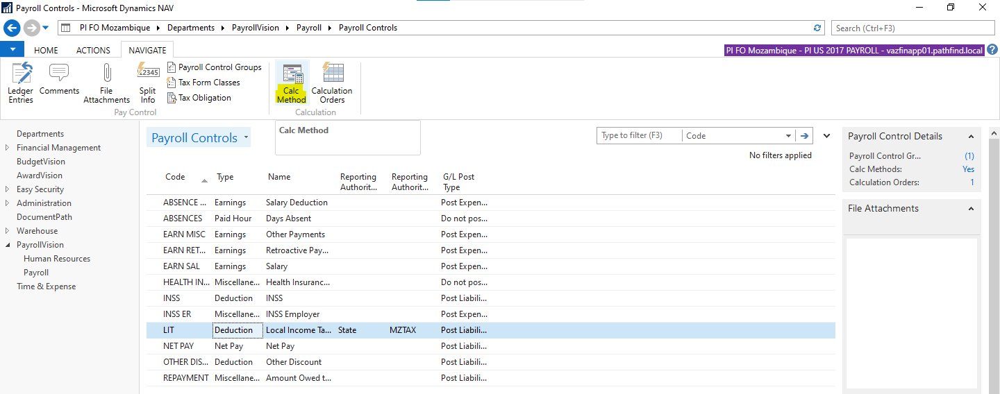 Payroll Controls - Microsoft Dynamics NAV
PI FO Mozambique Departments PayrollVision Payroll Payroll Controls
Search (Ctrl+F3)
HOME ACTIONS NAVIGATE
PI FO Mozambique - PI US 2017 PAYROLL - vazfinapp01.pathfind.local
Ledger Entries
Comments
File Attachments
12345
Split Info
Payroll Control Groups
Tax Form Classes
Tax Obligation
Pay Control
Calc Method
Calculation Orders
Calculation
Calc Method
Departments
Financial Management
BudgetVision
AwardVision
Easy Security
Administration
DocumentPath
Warehouse
PayrollVision
Human Resources
Payroll
Time & Expense
Payroll Controls
Type to filter (F3) Code
No filters applied
Code Type Name Reporting Authorit... Reporting Authorit... G/L Post Type
ABSENCE ... Earnings Salary Deduction Post Expen...
ABSENCES Paid Hour Days Absent Do not pos...
EARN MISC Earnings Other Payments Post Expen...
EARN RET... Earnings Retroactive Pay... Post Expen...
EARN SAL Earnings Salary Post Expen...
HEALTH IN... Miscellane... Health Insuranc... Do not pos...
INSS Deduction INSS Post Liabili...
INSS ER Miscellane... INSS Employer Post Expen...
LIT Deduction Local Income Ta... State MZTAX Post Liabili...
NET PAY Net Pay Net Pay Post Liabili...
OTHER DIS... Deduction Other Discount Post Liabili...
REPAYMENT Miscellane... Amount Owed t... Post Liabili...
Payroll Control Details
Payroll Control Gr... (1)
Calc Methods: Yes
Calculation Orders: 1
File Attachments